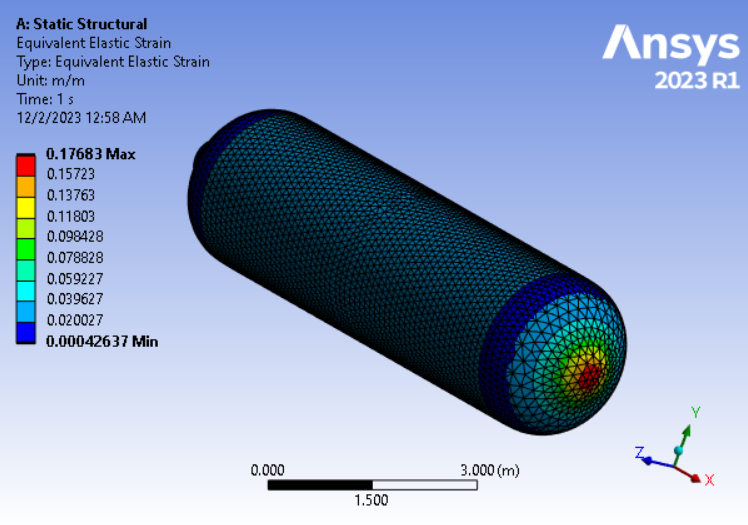 A: Static Structural
Equivalent Elastic Strain
Type: Equivalent Elastic Strain
Unit: m/m
Time: 1 s
12/2/2023 12:58 AM
Ansys
2023 R1
0.17683 Max
0.15723
0.13763
0.11803
0.098428
0.078828
0.059227
0.039627
0.020027
0.00042637 Min
0.000
3.000 (m)
1.500
Y
Z
X